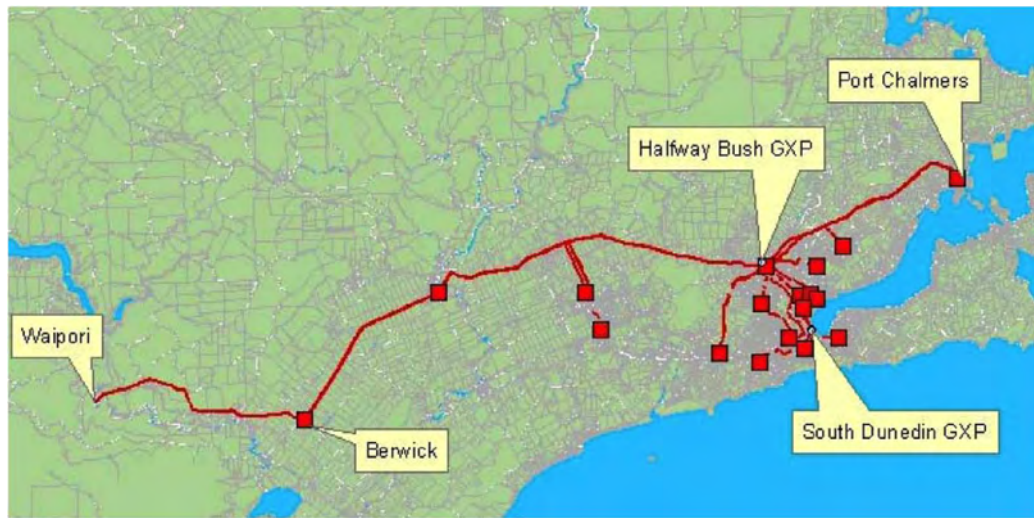 Port Chalmers
Halfway Bush GXP
Waipori
Berwick
South Dunedin GXP